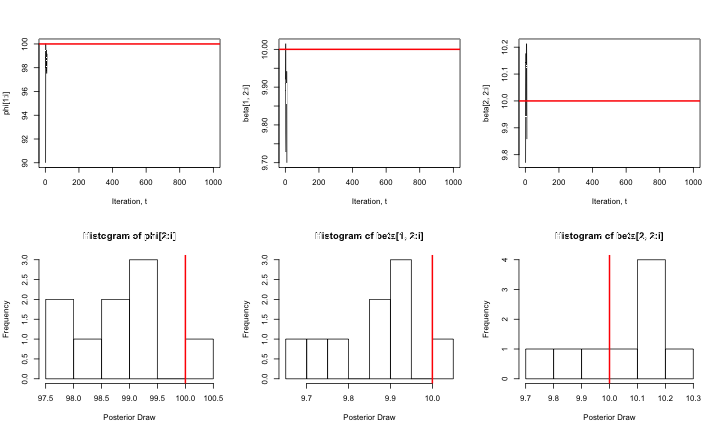 phi[1:i]
90
92
94
96
98
100
0 200 400 600 800 1000
Iteration, t
beta[1, 2:i]
9.70
9.80
9.90
10.00
0 200 400 600 800 1000
Iteration, t
beta[2, 2:i]
9.8
9.9
10.0
10.1
10.2
0 200 400 600 800 1000
Iteration, t
Histogram of phi[2:i]
Frequency
0.0 0.5 1.0 1.5 2.0 2.5 3.0
97.5 98.0 98.5 99.0 99.5 100.0 100.5
Posterior Draw
Histogram of beta[1, 2:i]
Frequency
0.0 0.5 1.0 1.5 2.0 2.5 3.0
9.7 9.8 9.9 10.0
Posterior Draw
Histogram of beta[2, 2:i]
Frequency
0 1 2 3 4
9.7 9.8 9.9 10.0 10.1 10.2 10.3
Posterior Draw